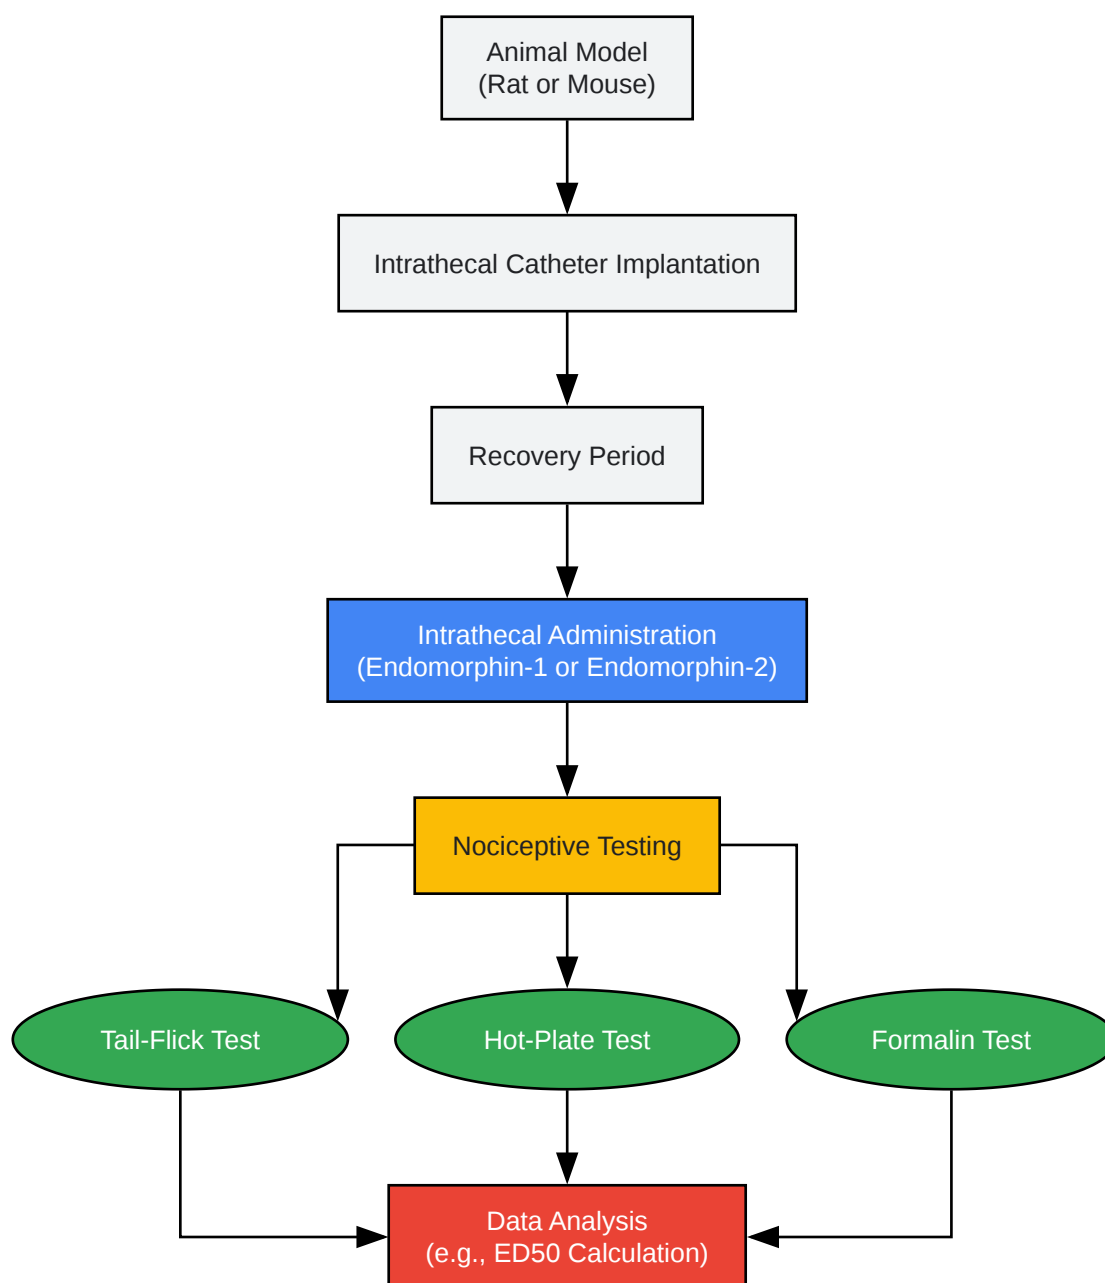 Animal Model
(Rat or Mouse)
Intrathecal Catheter Implantation
Recovery Period
Intrathecal Administration
(Endomorphin-1 or Endomorphin-2)
Nociceptive Testing
Tail-Flick Test
Hot-Plate Test
Formalin Test
Data Analysis
(e.g., ED50 Calculation)